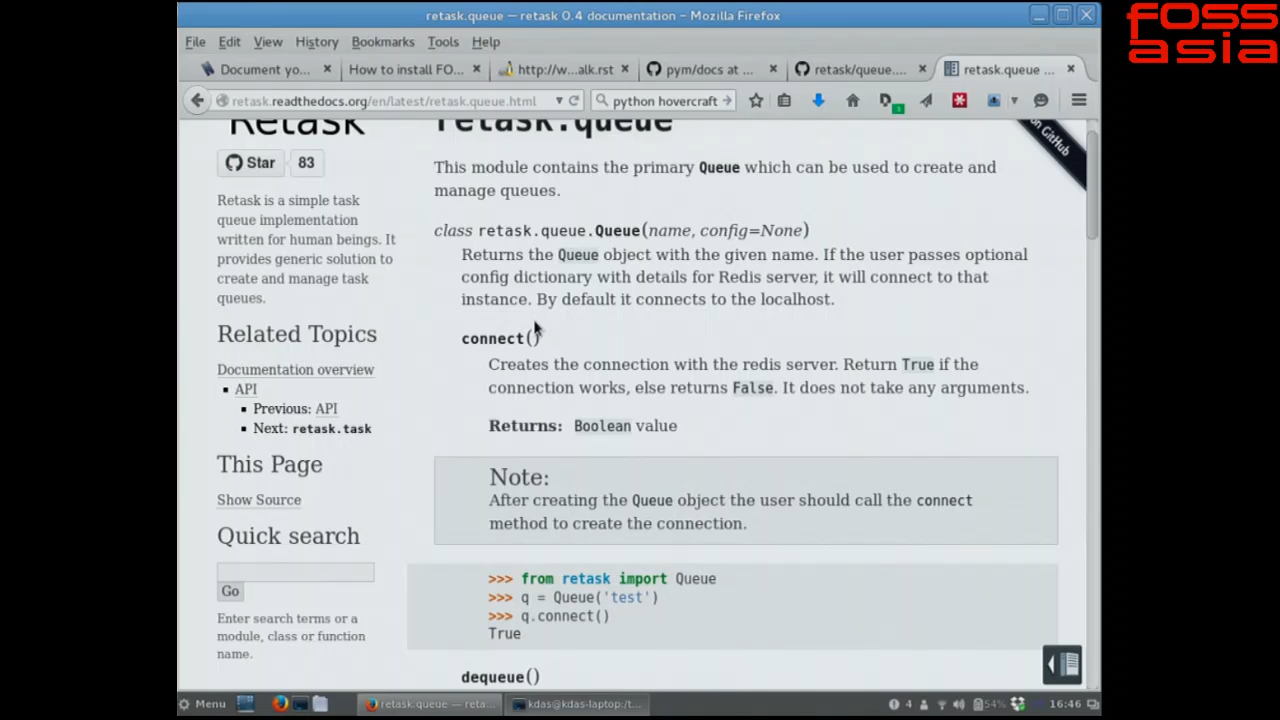 retask.queue — retask 0.4 documentation - Mozilla Firefox
FOSS
asia
File Edit View History Bookmarks Tools Help
Document yo... How to install FO... http://w...alk.rst pym/docs at ... retask/queue.... retask.queue ...
retask.readthedocs.org/en/latest/retask.queue.html python hovercraft
Retask
retask.queue
on GitHub
Star 83
This module contains the primary Queue which can be used to create and
manage queues.
Retask is a simple task
queue implementation
written for human beings. It
provides generic solution to
create and manage task
queues.
class retask.queue.Queue(name, config=None)
Returns the Queue object with the given name. If the user passes optional
config dictionary with details for Redis server, it will connect to that
instance. By default it connects to the localhost.
Related Topics
Documentation overview
API
Previous: API
Next: retask.task
connect()
Creates the connection with the redis server. Return True if the
connection works, else returns False. It does not take any arguments.
Returns: Boolean value
This Page
Show Source
Note:
After creating the Queue object the user should call the connect
method to create the connection.
Quick search
Go
Enter search terms or a
module, class or function
name.
>>> from retask import Queue
>>> q = Queue('test')
>>> q.connect()
True
dequeue()
Menu retask.queue — reta... kdas@kdas-laptop:/t... 4 54% 16:46